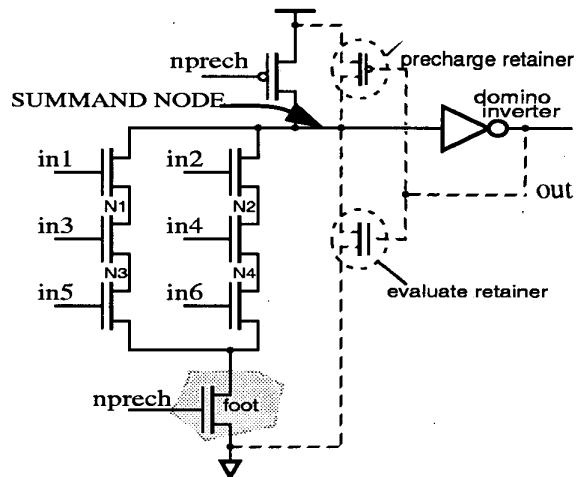 nprech
precharge retainer
SUMMAND NODE
domino
inverter
in1
in2
N1
N2
out
in3
in4
N3
N4
in5
in6
evaluate retainer
nprech
foot